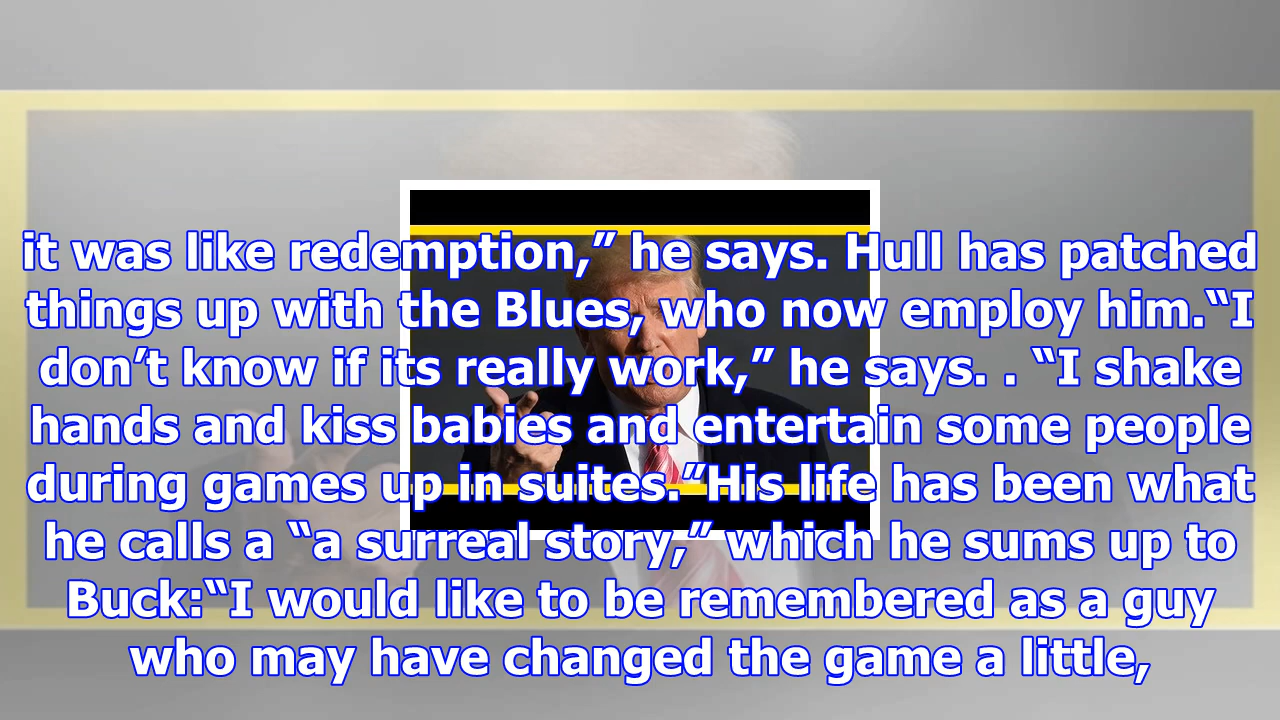 it was like redemption,” he says. Hull has patched
things up with the Blues, who now employ him.“I
don’t know if its really work,” he says. . “I shake
hands and kiss babies and entertain some people
during games up in suites.”His life has been what
he calls a “a surreal story,” which he sums up to
Buck:“I would like to be remembered as a guy
who may have changed the game a little,